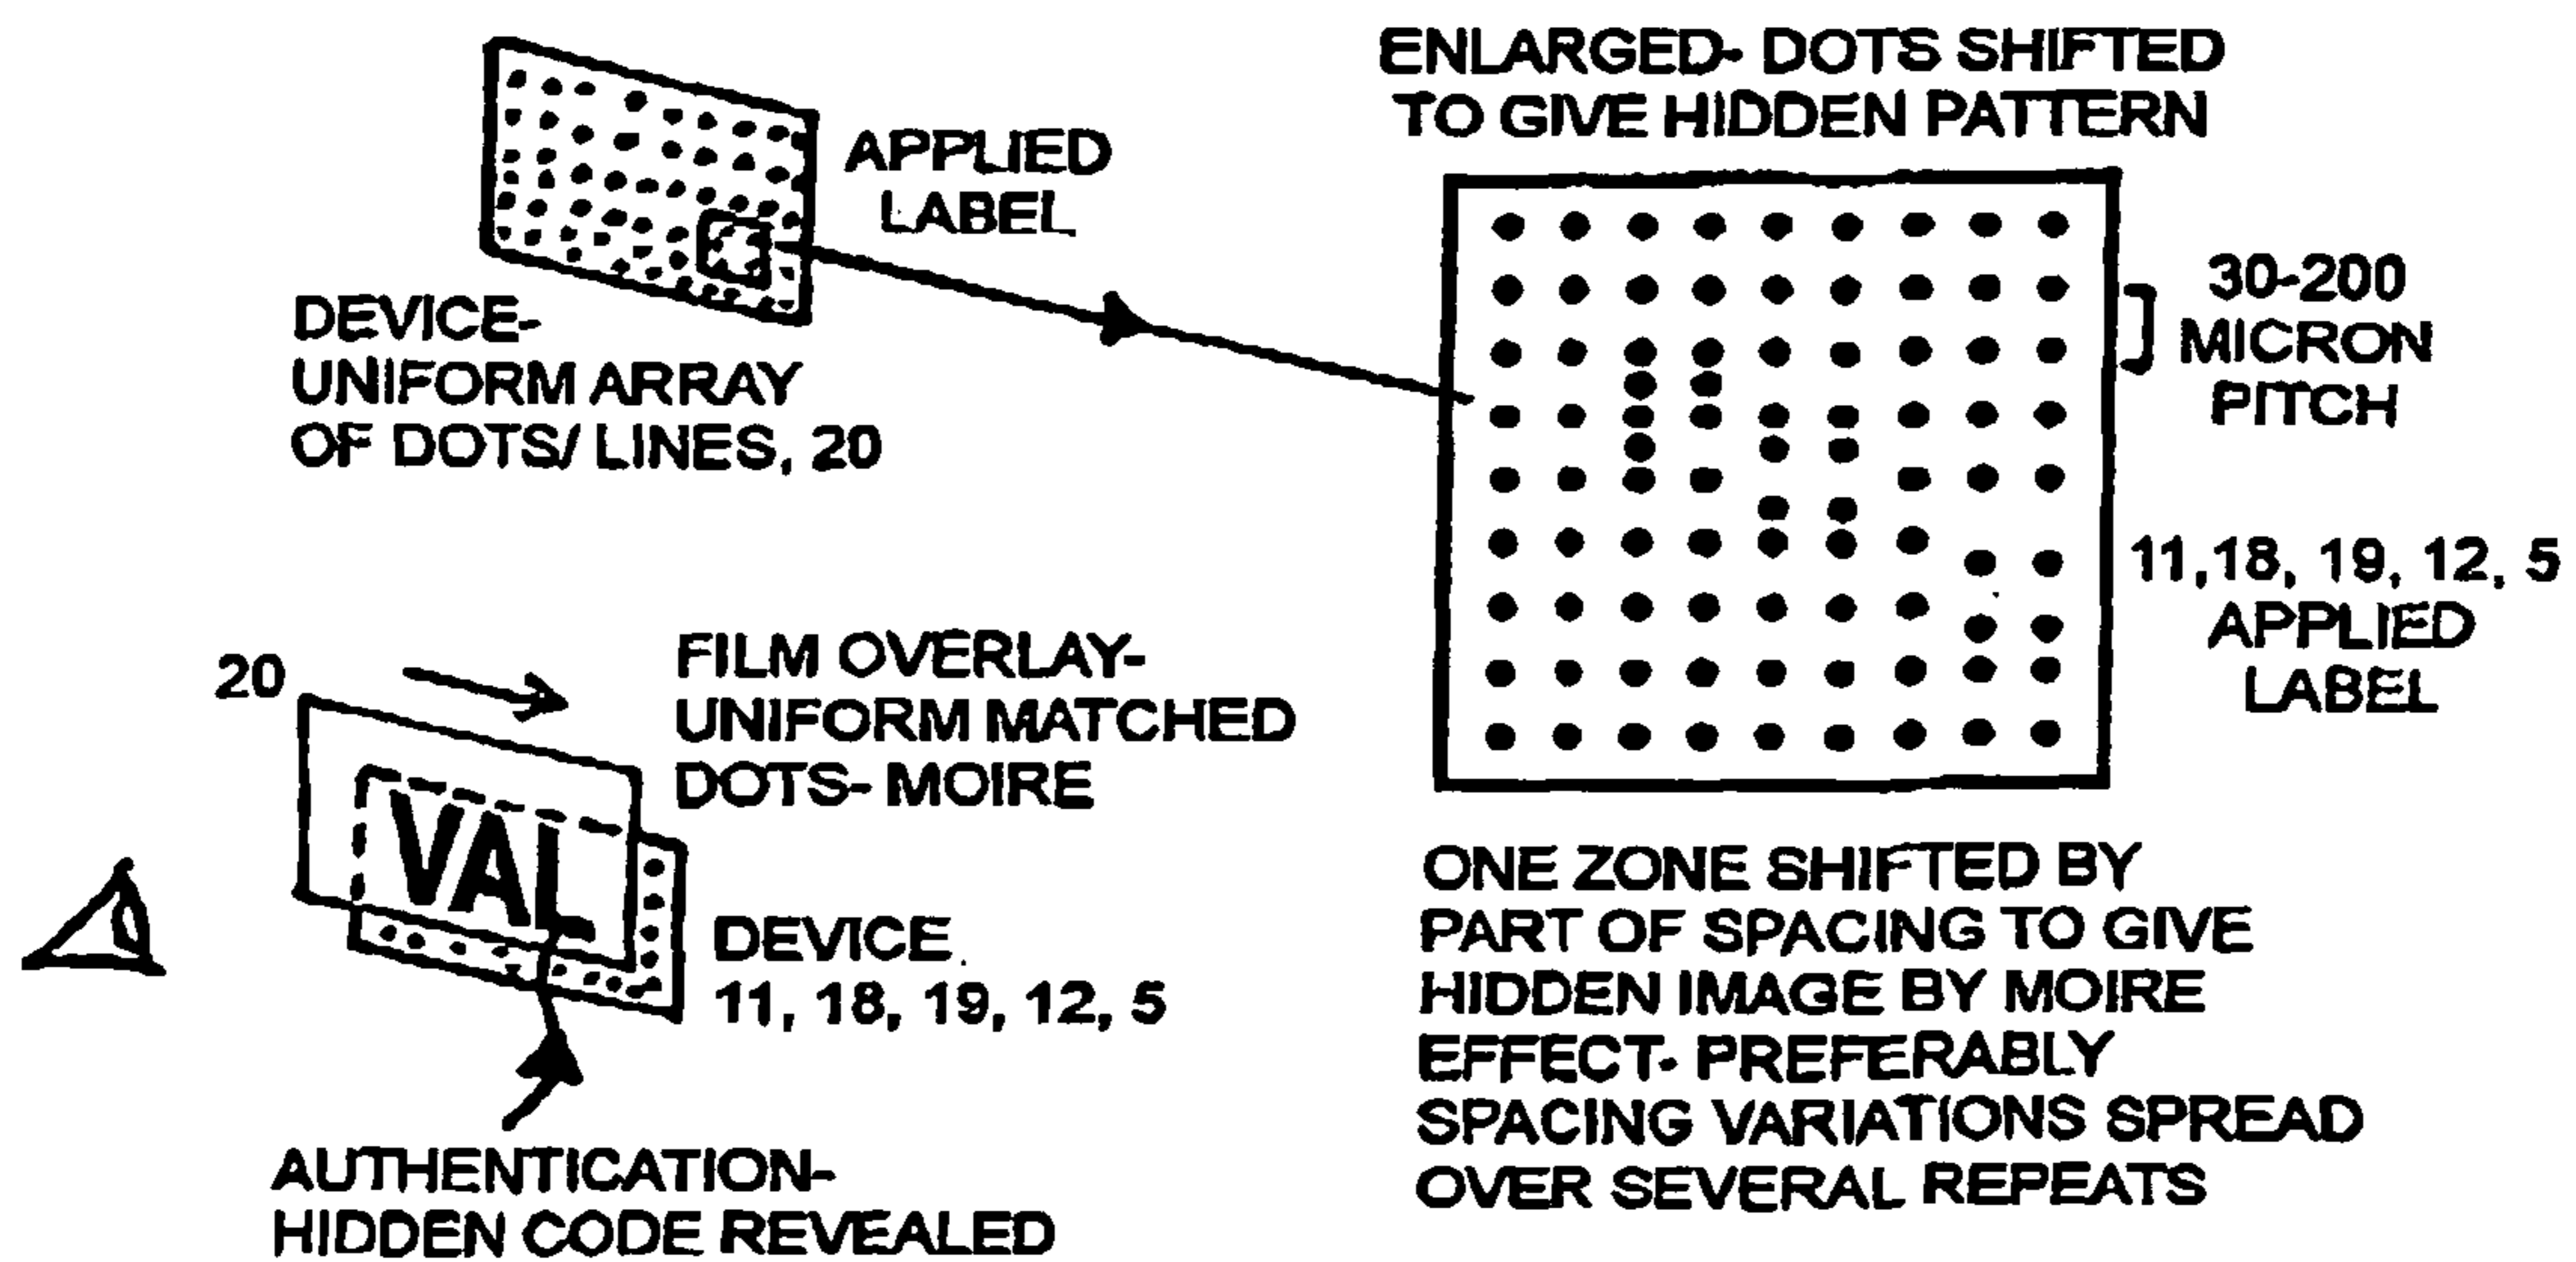 APPLIED
LABEL
DEVICE-
UNIFORM ARRAY
OF DOTS/ LINES, 20
ENLARGED- DOTS SHIFTED
TO GIVE HIDDEN PATTERN
30-200
MICRON
PITCH
11,18, 19, 12, 5
APPLIED
LABEL
20
FILM OVERLAY-
UNIFORM MATCHED
DOTS- MOIRE
VAL
DEVICE
11, 18, 19, 12, 5
AUTHENTICATION-
HIDDEN CODE REVEALED
ONE ZONE SHIFTED BY
PART OF SPACING TO GIVE
HIDDEN IMAGE BY MOIRE
EFFECT- PREFERABLY
SPACING VARIATIONS SPREAD
OVER SEVERAL REPEATS